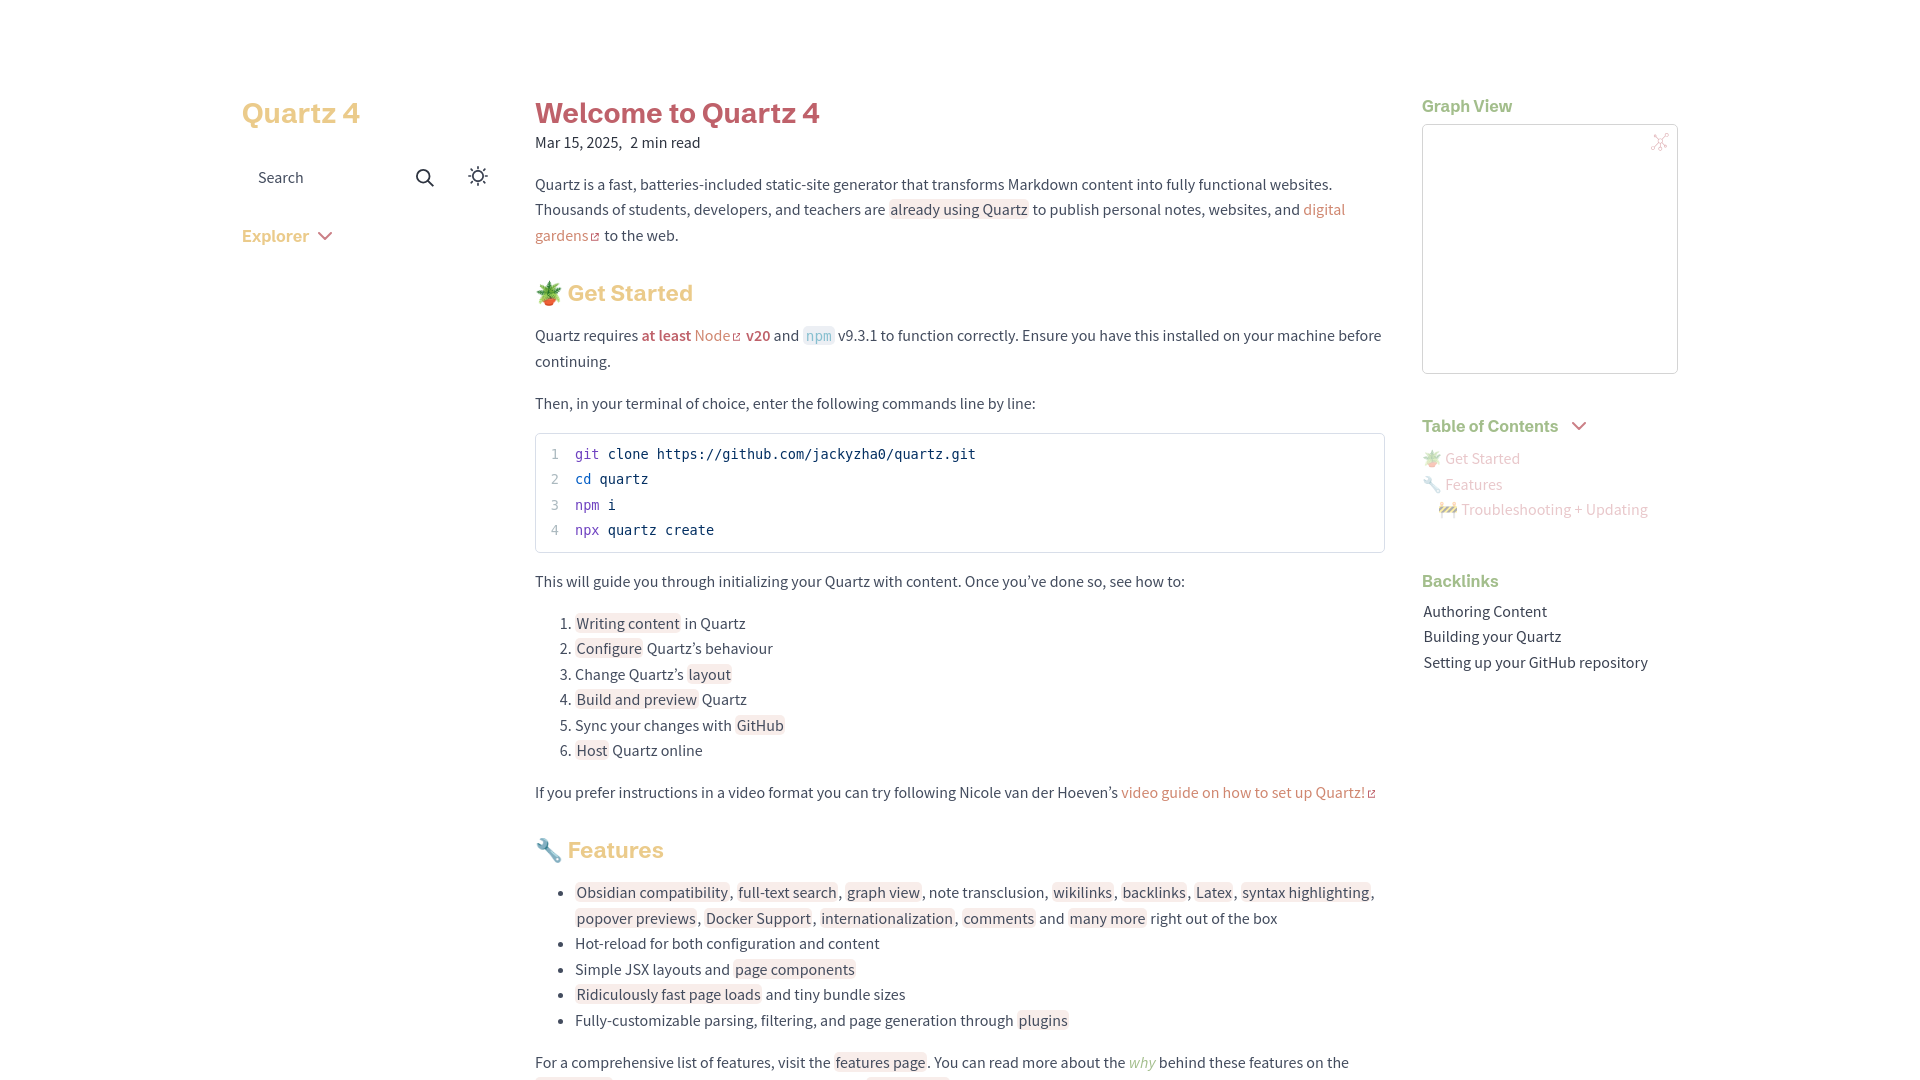 Quartz 4
Search
Explorer
Welcome to Quartz 4
Mar 15, 2025, 2 min read
Quartz is a fast, batteries-included static-site generator that transforms Markdown content into fully functional websites.
Thousands of students, developers, and teachers are already using Quartz to publish personal notes, websites, and digital
gardens to the web.
🪴 Get Started
Quartz requires at least Node v20 and npm v9.3.1 to function correctly. Ensure you have this installed on your machine before
continuing.
Then, in your terminal of choice, enter the following commands line by line:
1 git clone https://github.com/jackyzha0/quartz.git
2 cd quartz
3 npm i
4 npx quartz create
This will guide you through initializing your Quartz with content. Once you’ve done so, see how to:
1. Writing content in Quartz
2. Configure Quartz’s behaviour
3. Change Quartz’s layout
4. Build and preview Quartz
5. Sync your changes with GitHub
6. Host Quartz online
If you prefer instructions in a video format you can try following Nicole van der Hoeven’s video guide on how to set up Quartz!
🔧 Features
• Obsidian compatibility, full-text search, graph view, note transclusion, wikilinks, backlinks, Latex, syntax highlighting,
popover previews, Docker Support, internationalization, comments and many more right out of the box
• Hot-reload for both configuration and content
• Simple JSX layouts and page components
• Ridiculously fast page loads and tiny bundle sizes
• Fully-customizable parsing, filtering, and page generation through plugins
For a comprehensive list of features, visit the features page. You can read more about the why behind these features on the
Graph View
Table of Contents
🪴 Get Started
🔧 Features
🚧 Troubleshooting + Updating
Backlinks
Authoring Content
Building your Quartz
Setting up your GitHub repository